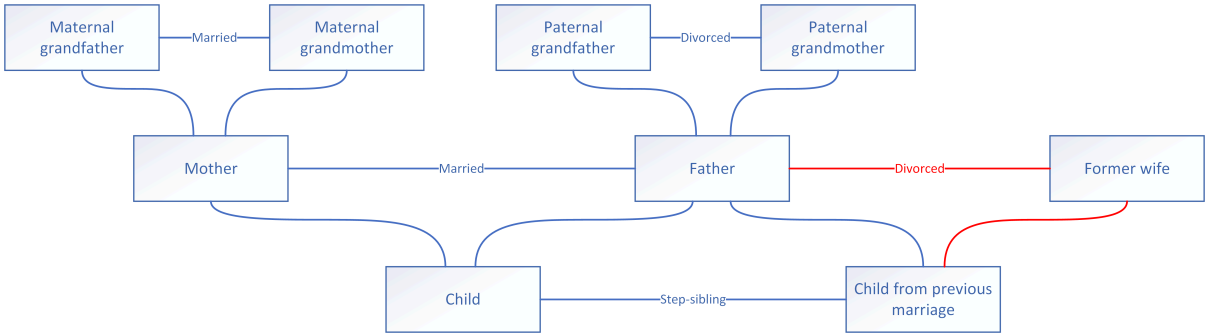 Maternal
grandfather
Married
Maternal
grandmother
Paternal
grandfather
Divorced
Paternal
grandmother
Mother
Married
Father
Divorced
Former wife
Child
Step-sibling
Child from previous
marriage